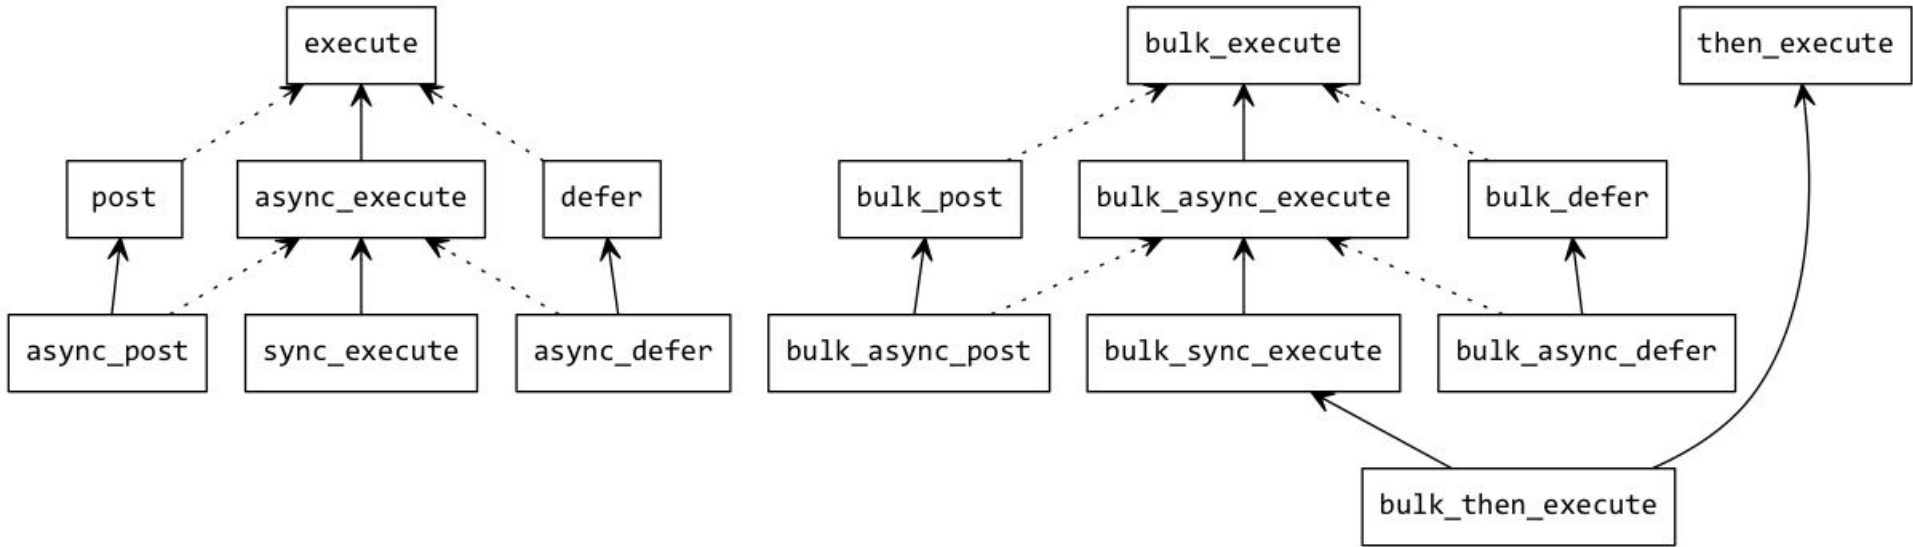 execute
bulk_execute
then_execute
post
async_execute
defer
bulk_post
bulk_async_execute
bulk_defer
async_post
sync_execute
async_defer
bulk_async_post
bulk_sync_execute
bulk_async_defer
bulk_then_execute